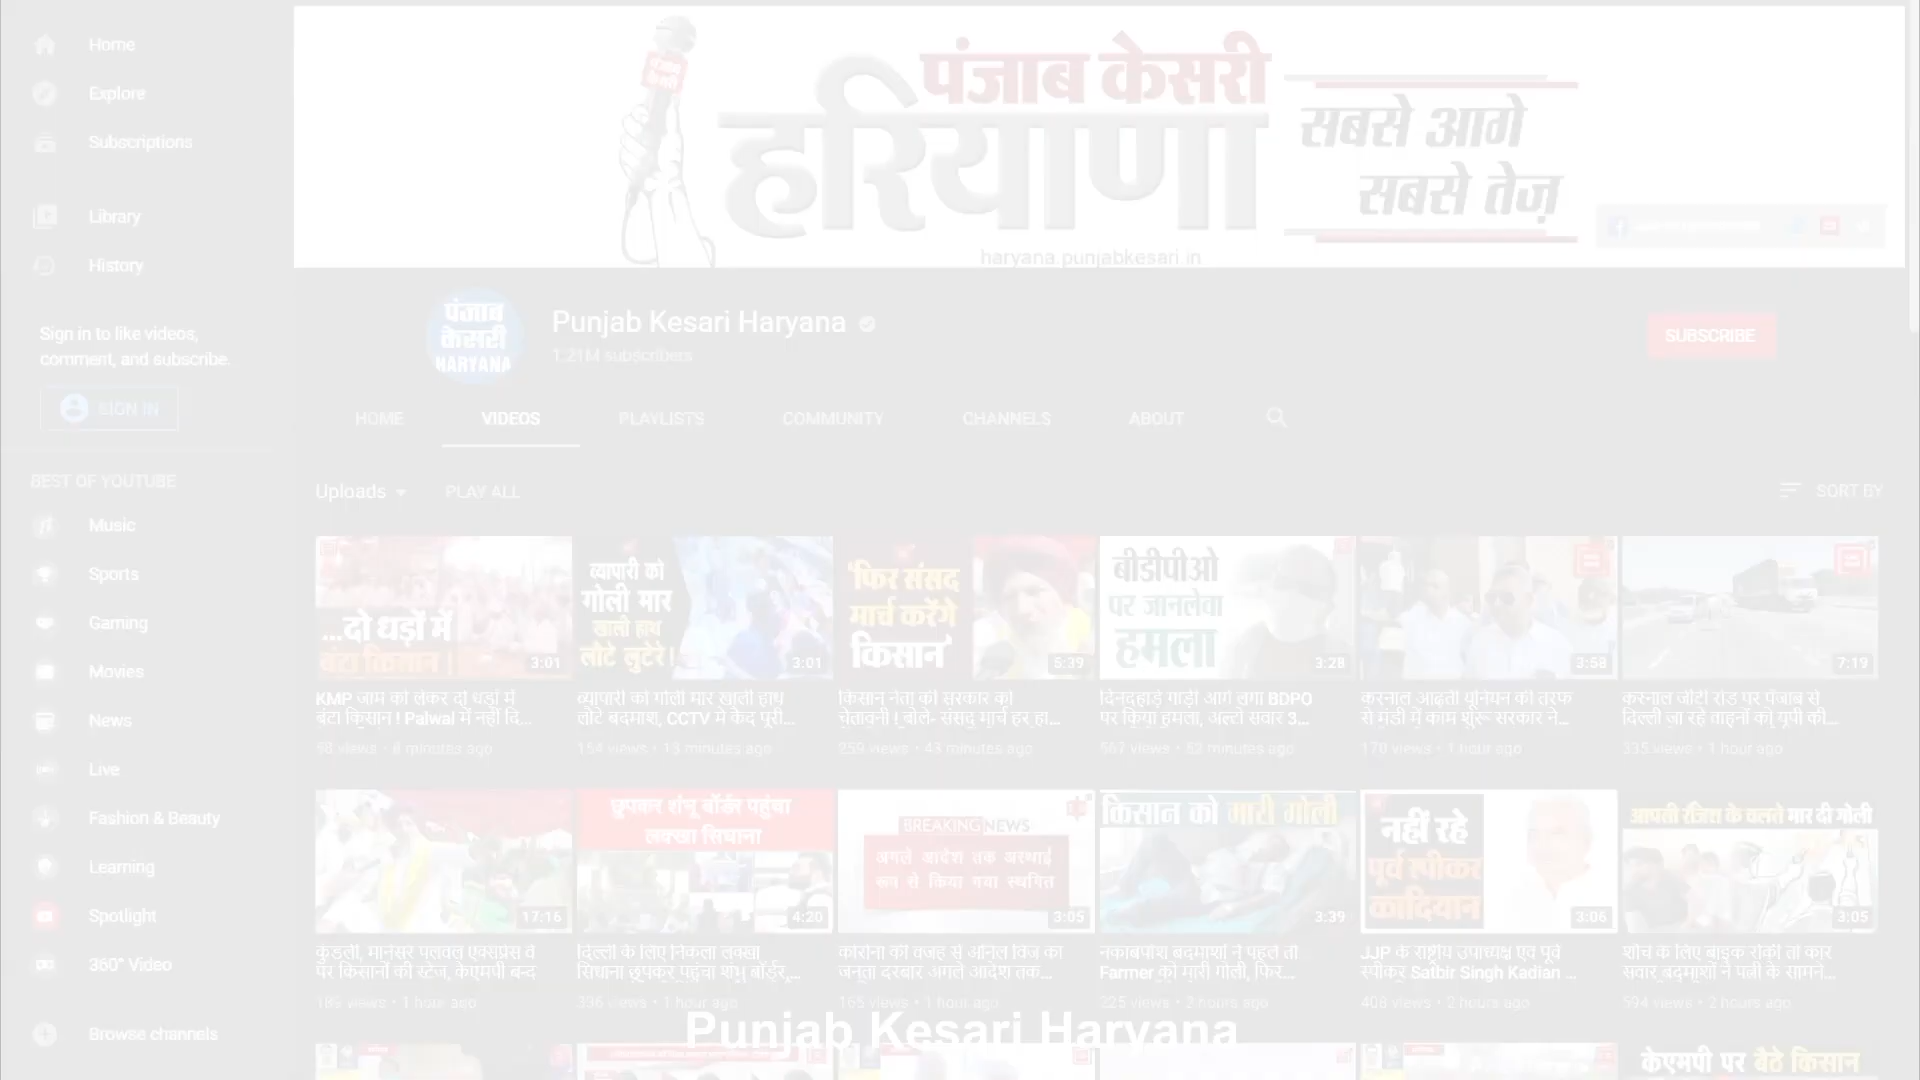 Home
Explore
Subscriptions
Library
History
Sign in to like videos,
comment, and subscribe.
SIGN IN
BEST OF YOUTUBE
Music
Sports
Gaming
Movies
News
Live
Fashion & Beauty
Learning
Spotlight
360° Video
Browse channels
पंजाब केसरी
हरियाणा
सबसे आगे
सबसे तेज़
haryana.punjabkesari.in
पंजाब
केसरी
HARYANA
Punjab Kesari Haryana
1.21M subscribers
SUBSCRIBE
HOME VIDEOS PLAYLISTS COMMUNITY CHANNELS ABOUT
Uploads PLAY ALL SORT BY
...दो धड़ों में
बंटा किसान !
3:01
KMP जाम को लेकर दो धड़ों में
बंटा किसान ! Palwal में नहीं दि...
8 minutes ago
व्यापारी को
गोली मार
खाली हाथ
लौटे लुटेरे !
3:01
व्यापारी को गोली मार खाली हाथ
लौटे बदमाश, CCTV में कैद पूरी...
154 views • 13 minutes ago
'फिर संसद
मार्च करेंगे
किसान'
5:39
किसान नेता की सरकार को
चेतावनी ! बोले- संसद मार्च हर हा...
959 views • 43 minutes ago
बीडीपीओ
पर जानलेवा
हमला
3:28
दिनदहाड़े गाड़ी आगे लगा BDPO
पर किया हमला, अल्टो सवार 3...
567 views • 52 minutes ago
3:58
करनाल आढ़ती यूनियन की तरफ
से मंडी में काम शुरू सरकार ने...
170 views • 1 hour ago
7:19
करनाल जीटी रोड पर पंजाब से
दिल्ली जा रहे वाहनों को यूपी की...
335 views • 1 hour ago
17:16
कुंडली, मानेसर पलवल एक्सप्रेस वे
पर किसानों की स्टेज, केएमपी बन्द
189 views • 1 hour ago
छुपकर शंभू बॉर्डर पहुंचा
लक्खा सिधाना
4:20
दिल्ली के लिए निकला लक्खा
सिधाना छुपकर पहुंचा शंभू बॉर्डर,...
336 views • 1 hour ago
BREAKING NEWS
अगले आदेश तक अस्थाई
रूप से किया गया स्थगित
3:05
कोरोना की वजह से अनिल विज का
जनता दरबार अगले आदेश तक...
165 views • 1 hour ago
किसान को मारी गोली
3:39
नकाबपोश बदमाशों ने पहले तो
Farmer को मारी गोली, फिर...
225 views • 2 hours ago
नहीं रहे
पूर्व स्पीकर
कादियान
3:06
JJP के राष्ट्रीय उपाध्यक्ष एवं पूर्व
स्पीकर Satbir Singh Kadian ...
408 views • 2 hours ago
आपसी रंजिश के चलते मार दी गोली
3:05
शौच के लिए बाइक रोकी तो कार
सवार बदमाशों ने पत्नी के सामने...
594 views • 2 hours ago
केएमपी पर बैठे किसान
Punjab Kesari Haryana